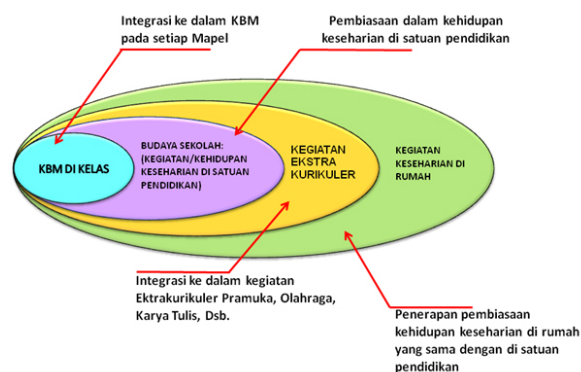 Integrasi ke dalam KBM
pada setiap Mapel
Pembiasaan dalam kehidupan
keseharian di satuan pendidikan
KBM DI KELAS
BUDAYA SEKOLAH:
(KEGIATAN/KEHIDUPAN
KESEHARIAN DI SATUAN
PENDIDIKAN)
KEGIATAN
EKSTRA
KURIKULER
KEGIATAN
KESEHARIAN DI
RUMAH
Integrasi ke dalam kegiatan
Ektrakurikuler Pramuka, Olahraga,
Karya Tulis, Dsb.
Penerapan pembiasaan
kehidupan keseharian di rumah
yang sama dengan di satuan
pendidikan